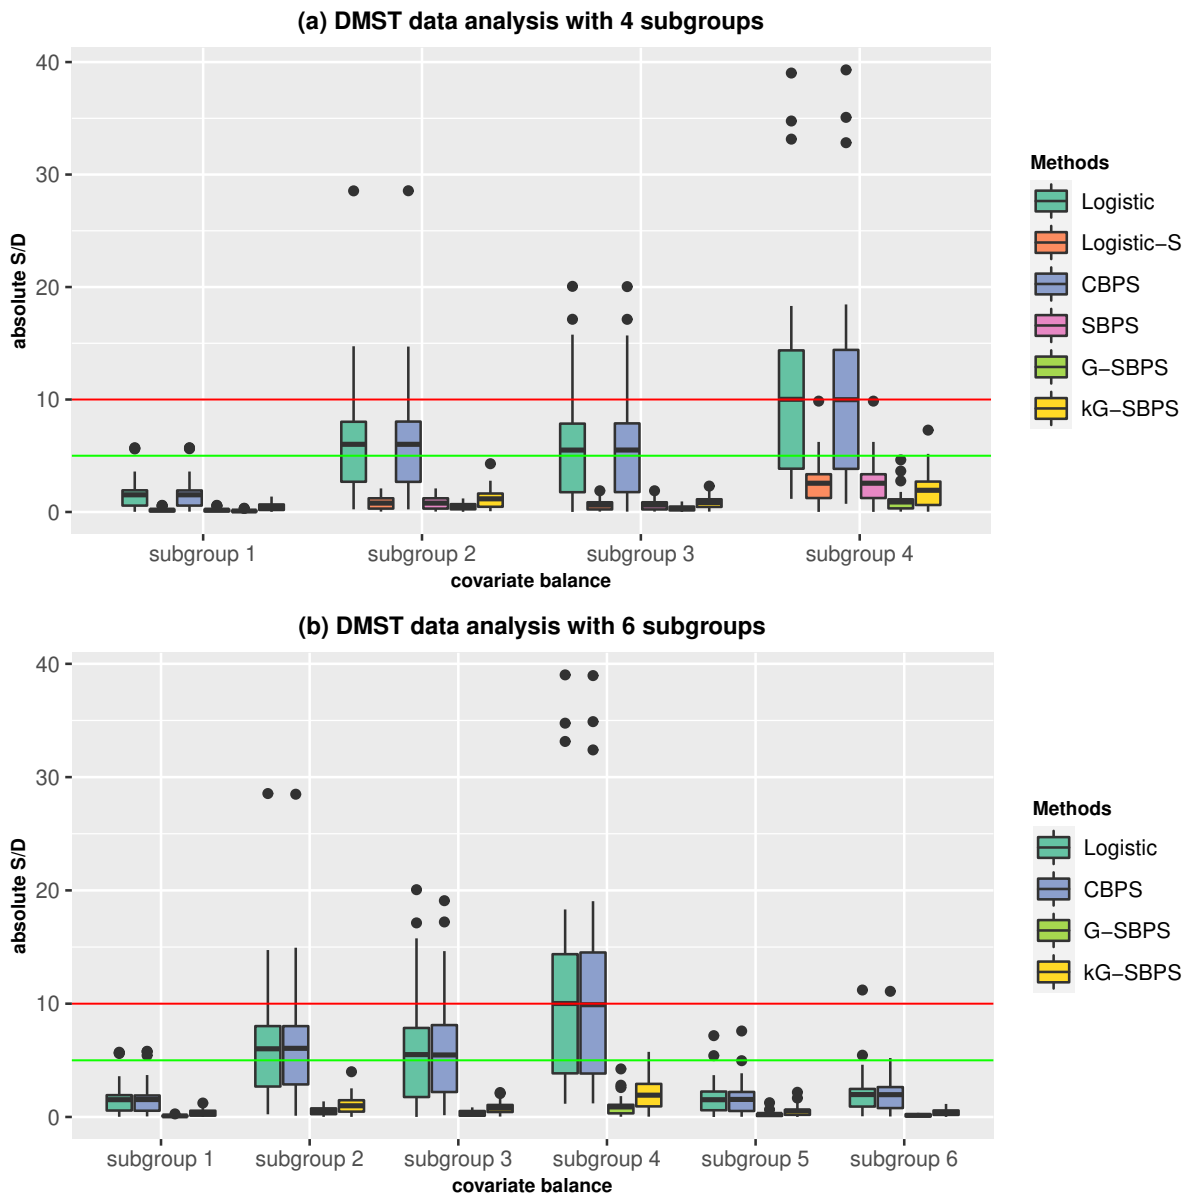 (a) DMST data analysis with 4 subgroups
40
30
20
10
0
absolute S/D
subgroup 1 subgroup 2 subgroup 3 subgroup 4
covariate balance
Methods
Logistic
Logistic−S
CBPS
SBPS
G−SBPS
kG−SBPS
(b) DMST data analysis with 6 subgroups
40
30
20
10
0
absolute S/D
subgroup 1 subgroup 2 subgroup 3 subgroup 4 subgroup 5 subgroup 6
covariate balance
Methods
Logistic
CBPS
G−SBPS
kG−SBPS